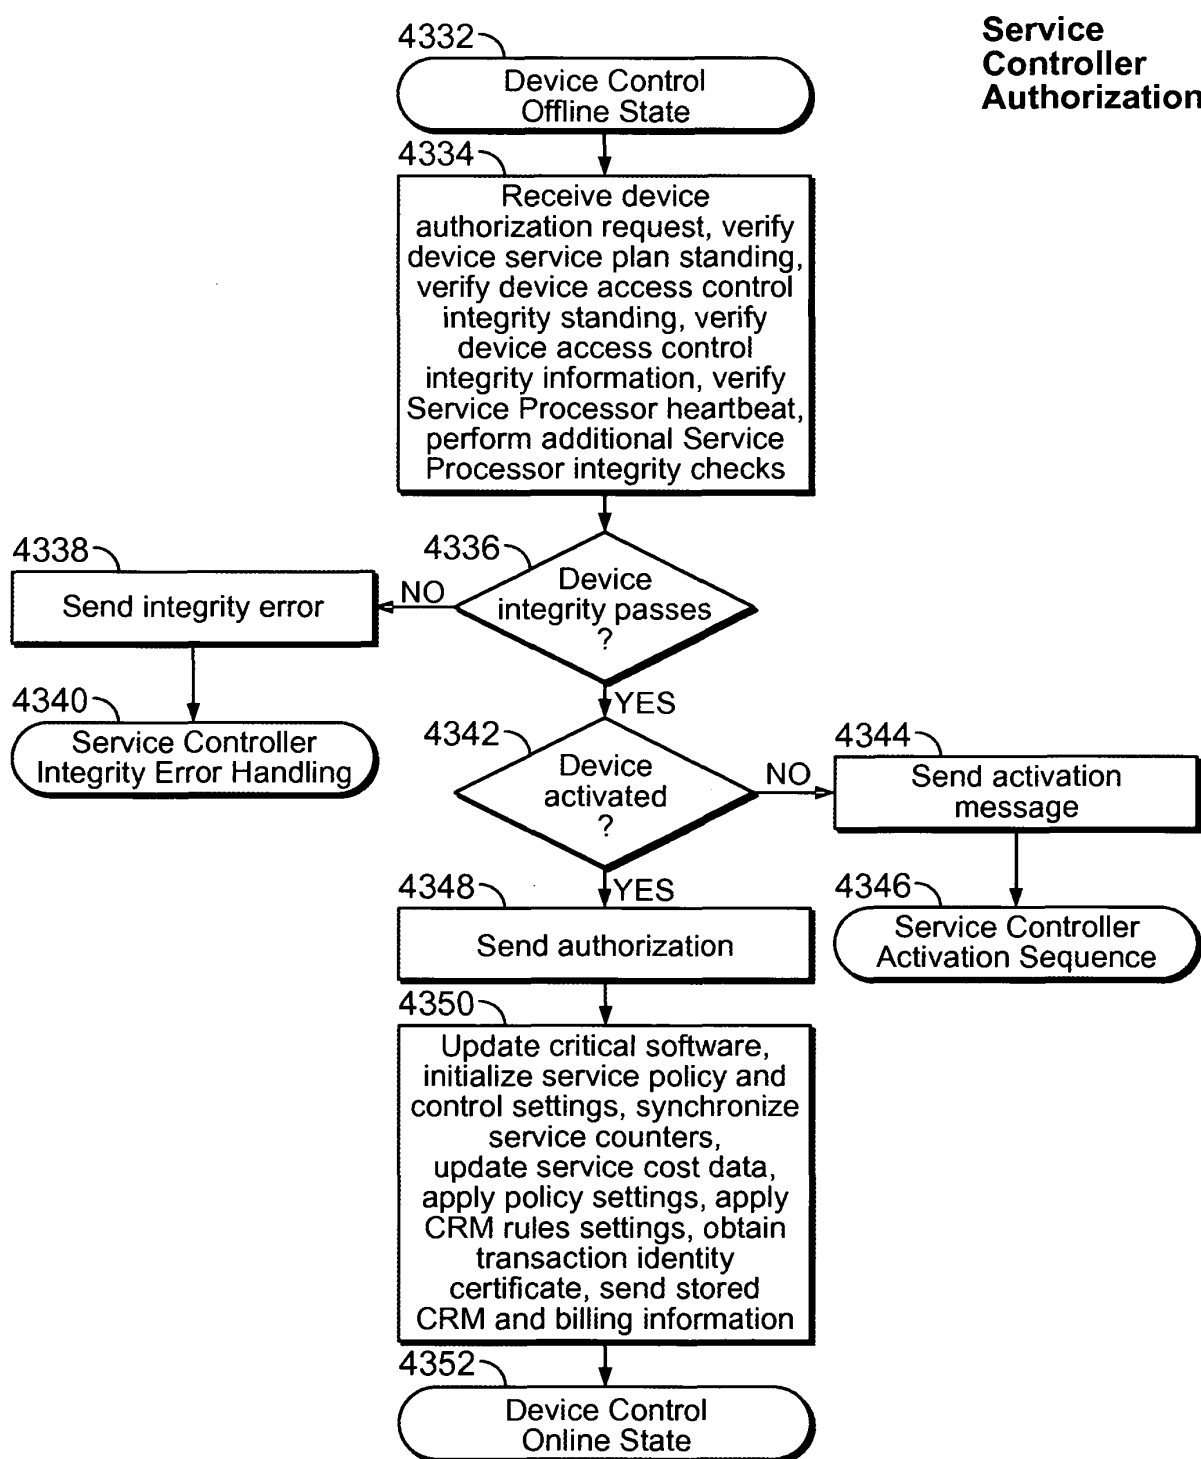 Service
Controller
Authorization
4332
Device Control
Offline State
4334
Receive device
authorization request, verify
device service plan standing,
verify device access control
integrity standing, verify
device access control
integrity information, verify
Service Processor heartbeat,
perform additional Service
Processor integrity checks
4336
Device
integrity passes
?
NO
4338
Send integrity error
4340
Service Controller
Integrity Error Handling
YES
4342
Device
activated
?
NO
4344
Send activation
message
4346
Service Controller
Activation Sequence
YES
4348
Send authorization
4350
Update critical software,
initialize service policy and
control settings, synchronize
service counters,
update service cost data,
apply policy settings, apply
CRM rules settings, obtain
transaction identity
certificate, send stored
CRM and billing information
4352
Device Control
Online State